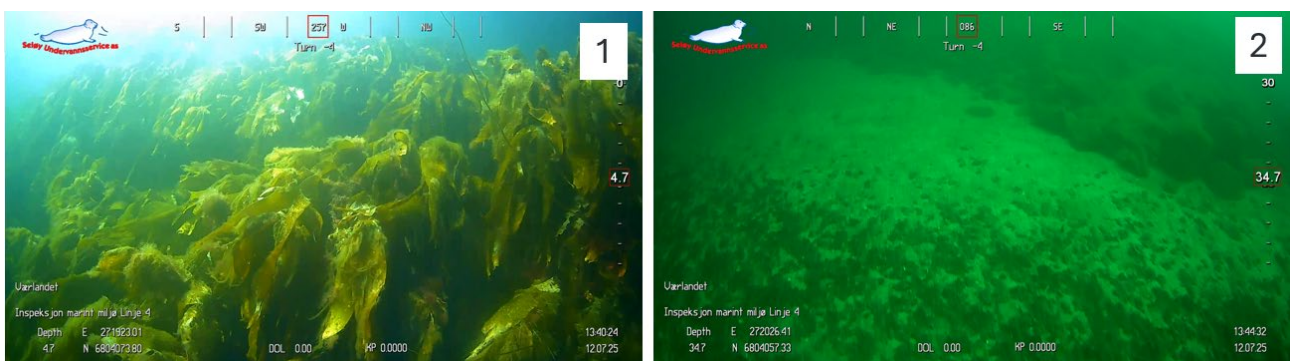 Seløy Undervannsservice as
S SW 257 W NW
Turn -4
1
0
4.7
Værlandet
Inspeksjon marint miljø Linje 4
Depth E 271923.01
4.7 N 6804073.80
DOL 0.00 KP 0.0000
13:40:24
12.07.25
Seløy Undervannsservice as
N NE 086 SE
Turn -4
2
30
34.7
Værlandet
Inspeksjon marint miljø Linje 4
Depth E 272026.41
34.7 N 6804057.33
DOL 0.00 KP 0.0000
13:44:32
12.07.25